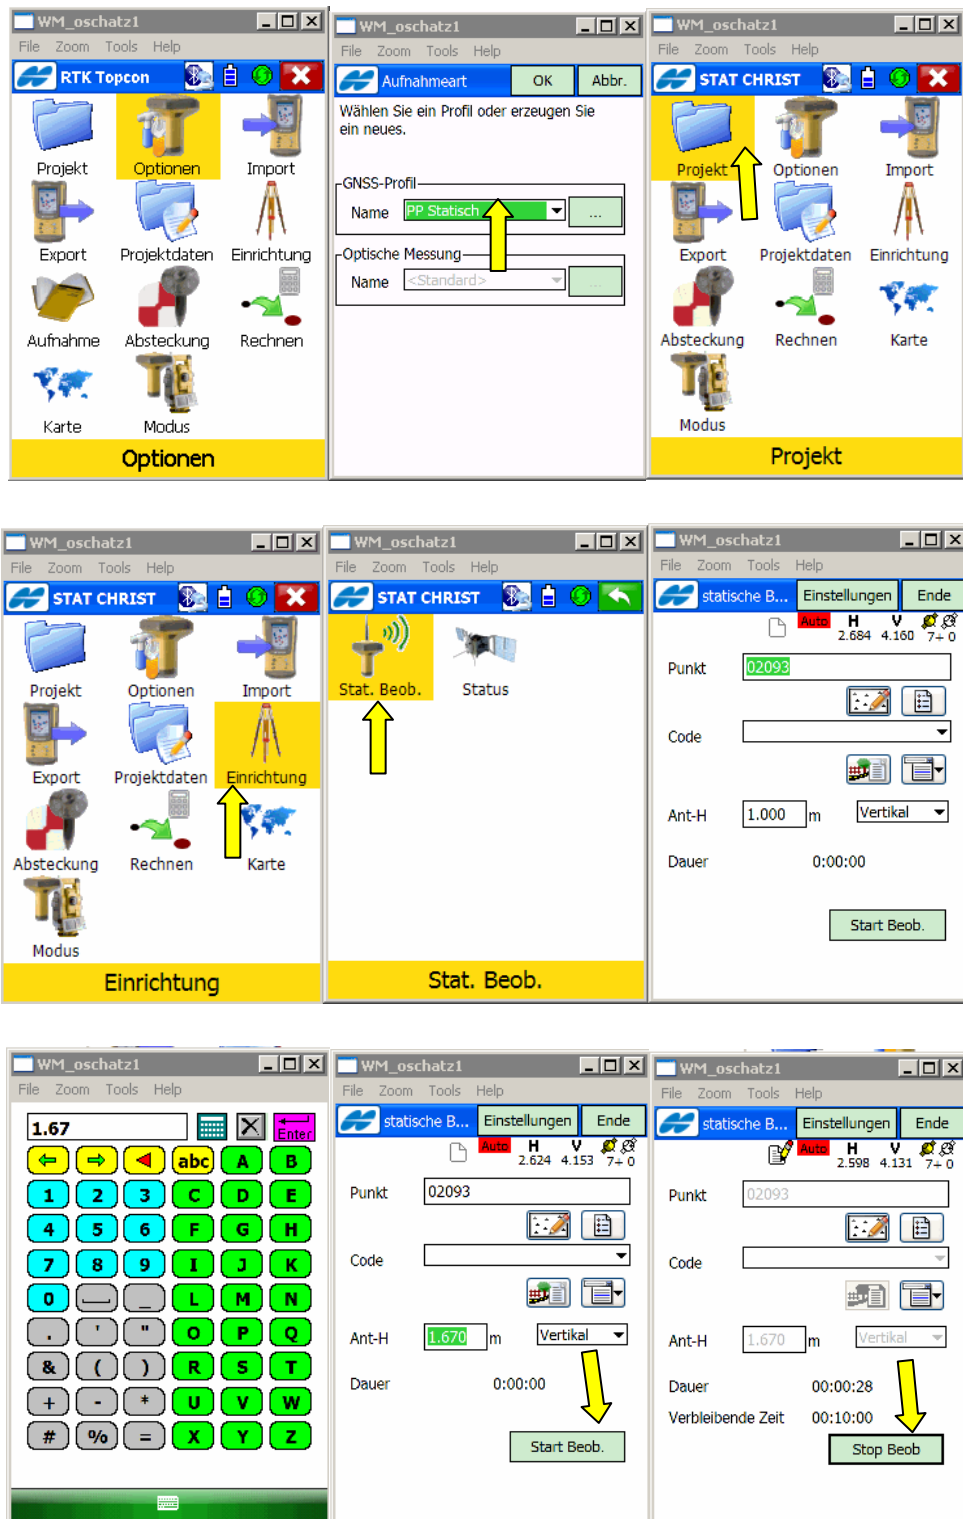 WM_oschatz1
File Zoom Tools Help
RTK Topcon
Projekt Optionen Import
Export Projektdaten Einrichtung
Aufnahme Absteckung Rechnen
Karte Modus
Optionen
WM_oschatz1
File Zoom Tools Help
Aufnahmeart OK Abbr.
Wählen Sie ein Profil oder erzeugen Sie
ein neues.
GNSS-Profil
Name PP Statisch ...
Optische Messung
Name <Standard> ...
WM_oschatz1
File Zoom Tools Help
STAT CHRIST
Projekt Optionen Import
Export Projektdaten Einrichtung
Absteckung Rechnen Karte
Modus
Projekt
WM_oschatz1
File Zoom Tools Help
STAT CHRIST
Projekt Optionen Import
Export Projektdaten Einrichtung
Absteckung Rechnen Karte
Modus
Einrichtung
WM_oschatz1
File Zoom Tools Help
STAT CHRIST
Stat. Beob. Status
Stat. Beob.
WM_oschatz1
File Zoom Tools Help
statische B... Einstellungen Ende
Auto H V
2.684 4.160 7+ 0
Punkt 02093
Code
Ant-H 1.000 m Vertikal
Dauer 0:00:00
Start Beob.
WM_oschatz1
File Zoom Tools Help
1.67 Enter
abc A B
1 2 3 C D E
4 5 6 F G H
7 8 9 I J K
0 _ L M N
. ' " O P Q
& ( ) R S T
+ - * U V W
# % = X Y Z
WM_oschatz1
File Zoom Tools Help
statische B... Einstellungen Ende
Auto H V
2.624 4.153 7+ 0
Punkt 02093
Code
Ant-H 1.670 m Vertikal
Dauer 0:00:00
Start Beob.
WM_oschatz1
File Zoom Tools Help
statische B... Einstellungen Ende
Auto H V
2.598 4.131 7+ 0
Punkt 02093
Code
Ant-H 1.670 m Vertikal
Dauer 00:00:28
Verbleibende Zeit 00:10:00
Stop Beob